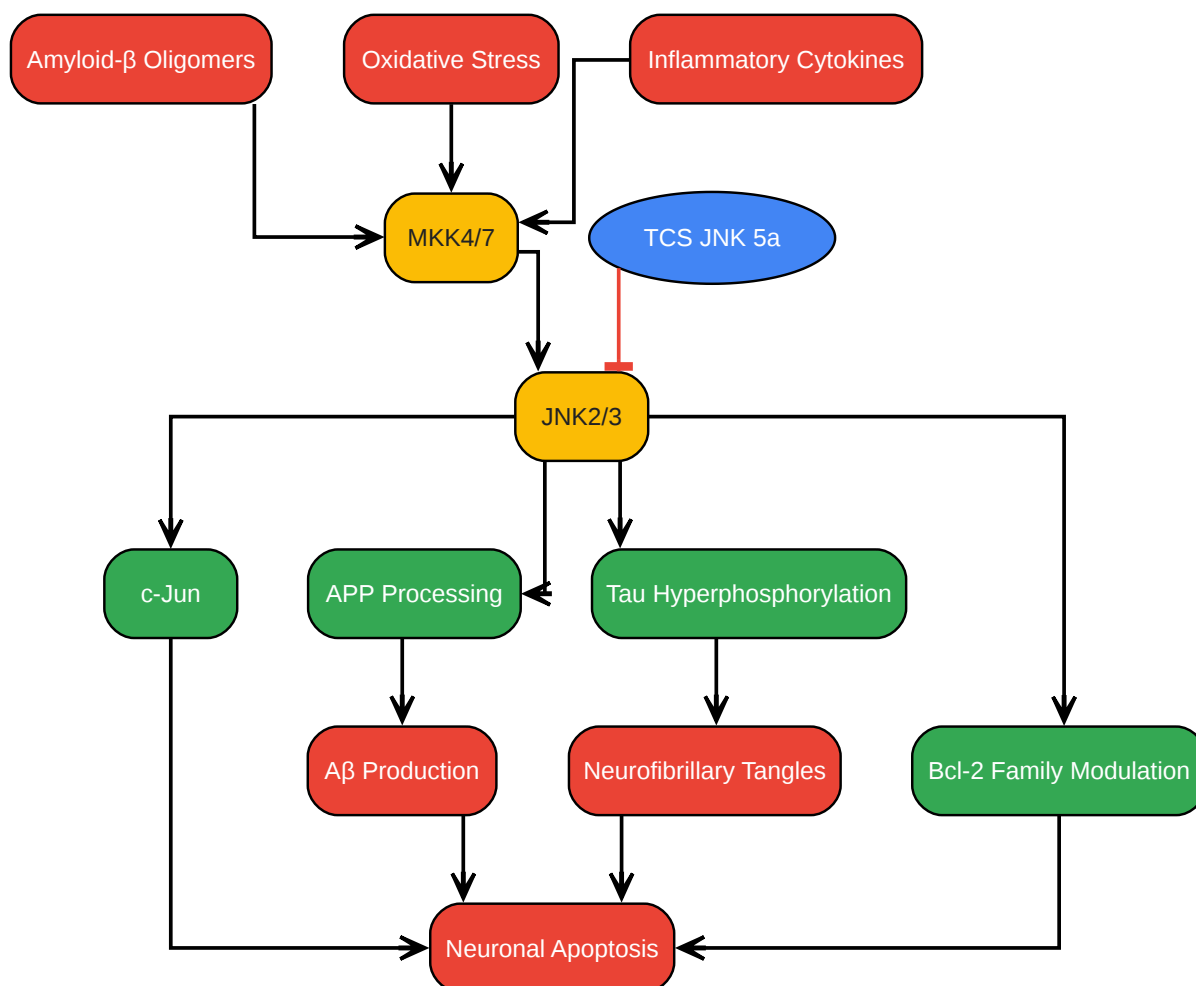 Amyloid-β Oligomers
Oxidative Stress
Inflammatory Cytokines
MKK4/7
TCS JNK 5a
JNK2/3
c-Jun
APP Processing
Tau Hyperphosphorylation
Aβ Production
Neurofibrillary Tangles
Bcl-2 Family Modulation
Neuronal Apoptosis